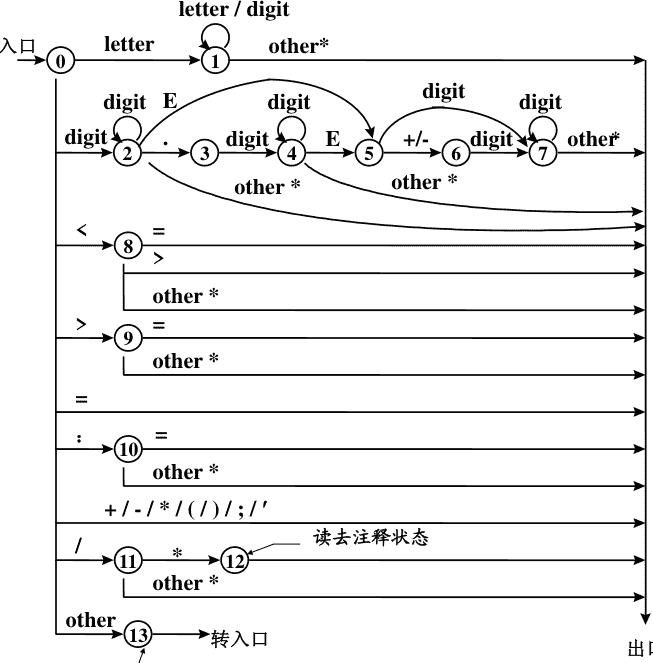 letter / digit
入口 0 letter 1 other*
digit E digit digit digit
digit 2 . 3 digit 4 E 5 +/- 6 digit 7 other*
other * other *
< 8 =
>
other *
> 9 =
other *
=
: 10 =
other *
+ / - / * / ( / ) / ; / ′
读去注释状态
/ 11 * 12
other *
other 13 转入口
出口